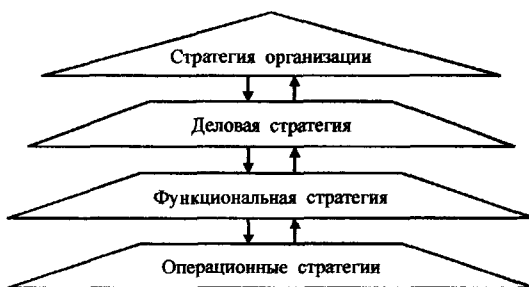 Стратегия организации
Деловая стратегия
Функциональная стратегия
Операционные стратегии